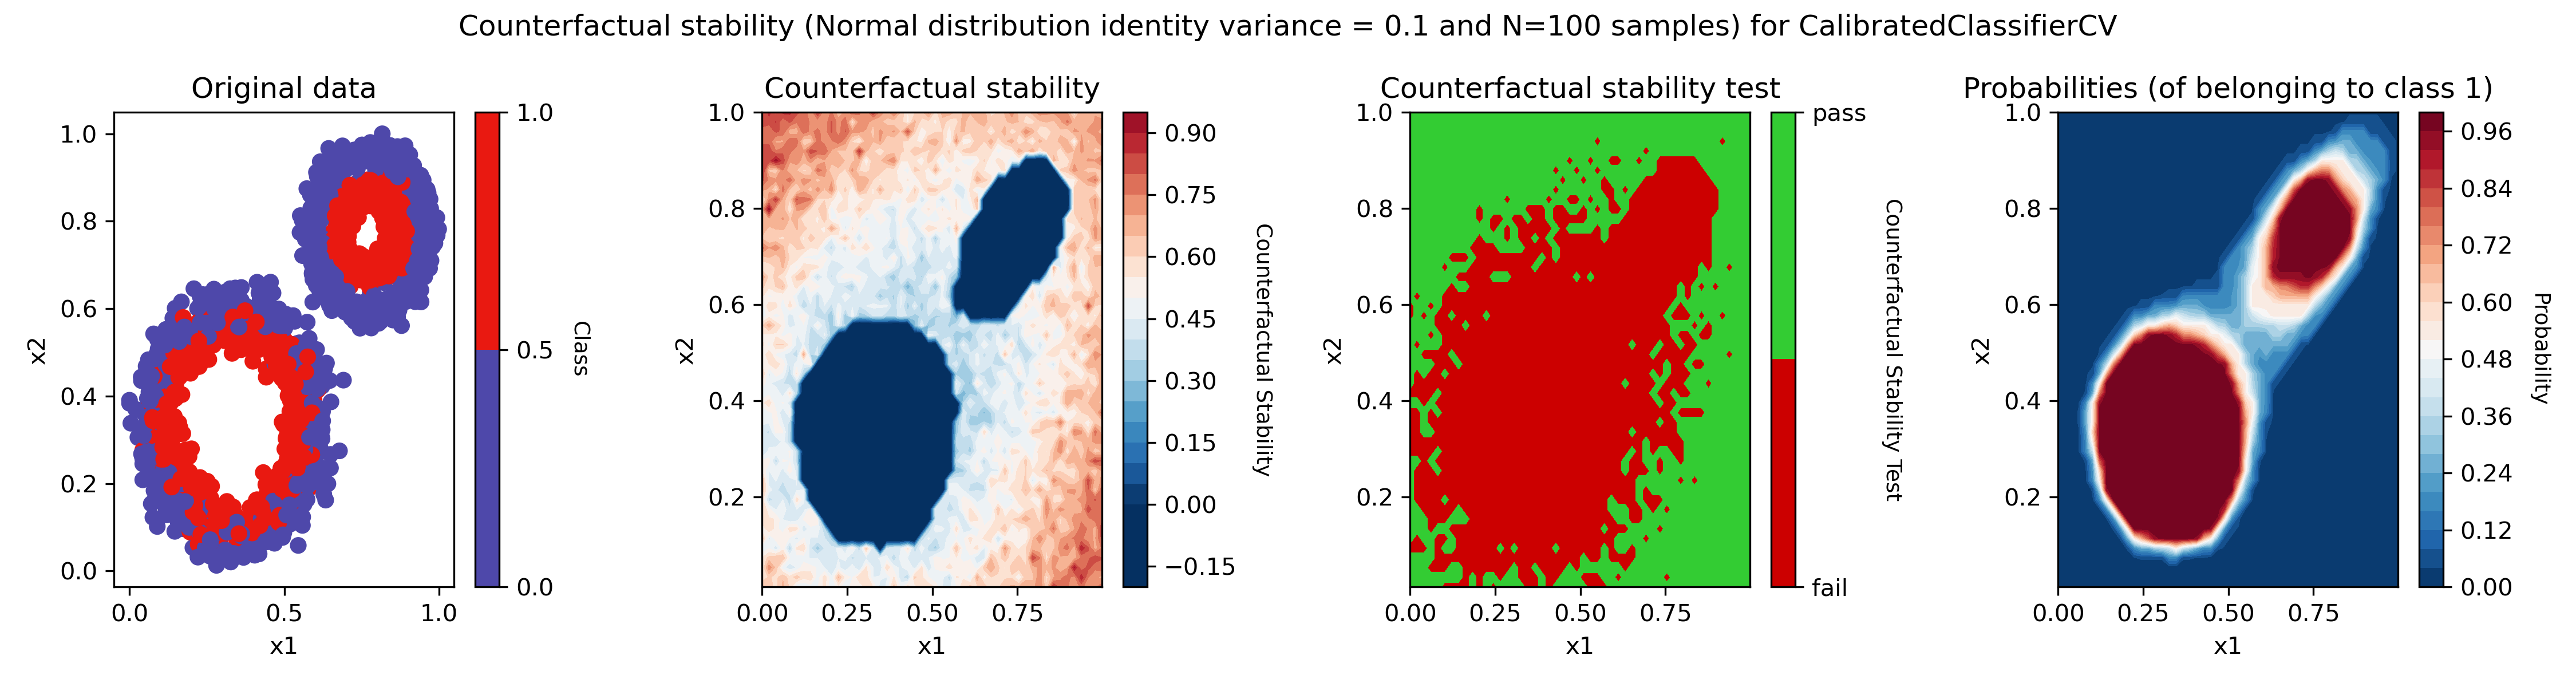 Counterfactual stability (Normal distribution identity variance = 0.1 and N=100 samples) for CalibratedClassifierCV
Original data
1.0
0.8
0.6
0.4
0.2
0.0
x2
0.0
0.5
1.0
x1
1.0
0.5
0.0
Class
Counterfactual stability
1.0
0.8
0.6
0.4
0.2
x2
0.00
0.25
0.50
0.75
x1
0.90
0.75
0.60
0.45
0.30
0.15
0.00
−0.15
Counterfactual Stability
Counterfactual stability test
1.0
0.8
0.6
0.4
0.2
x2
0.00
0.25
0.50
0.75
x1
pass
fail
Counterfactual Stability Test
Probabilities (of belonging to class 1)
1.0
0.8
0.6
0.4
0.2
x2
0.00
0.25
0.50
0.75
x1
0.96
0.84
0.72
0.60
0.48
0.36
0.24
0.12
0.00
Probability